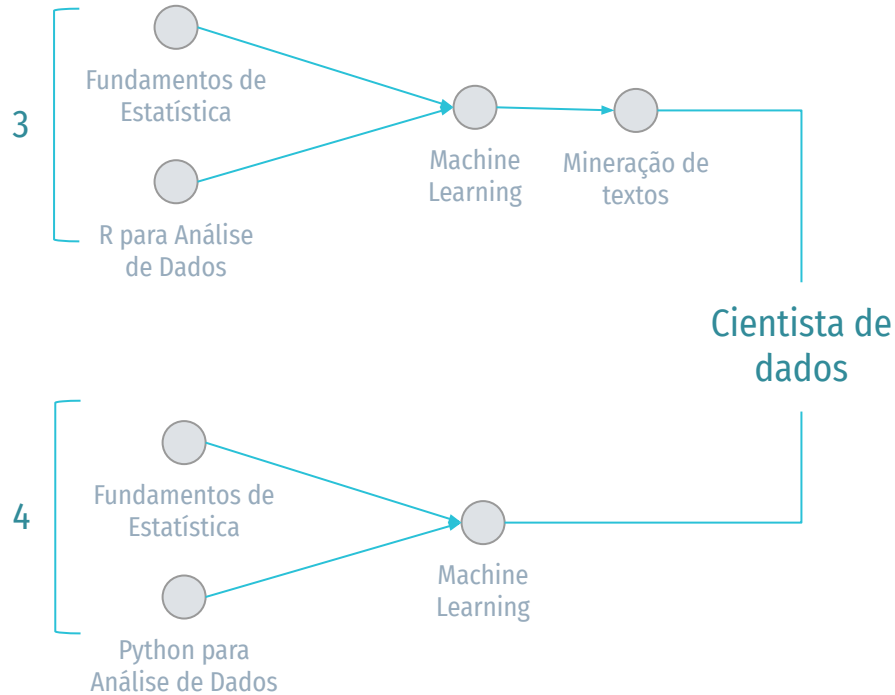 Fundamentos de
Estatística
3
R para Análise
de Dados
Machine
Learning
Mineração de
textos
Cientista de
dados
Fundamentos de
Estatística
4
Python para
Análise de Dados
Machine
Learning